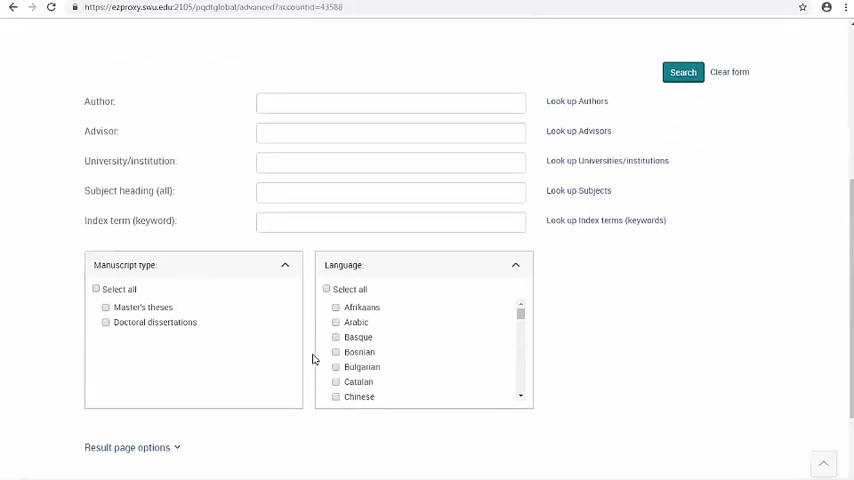 https://ezproxy.swu.edu:2105/pqdtglobal/advanced?accountid=43588
Search Clear form
Author: Look up Authors
Advisor: Look up Advisors
University/institution: Look up Universities/institutions
Subject heading (all): Look up Subjects
Index term (keyword): Look up Index terms (keywords)
Manuscript type:
Select all
Master's theses
Doctoral dissertations
Language:
Select all
Afrikaans
Arabic
Basque
Bosnian
Bulgarian
Catalan
Chinese
Result page options